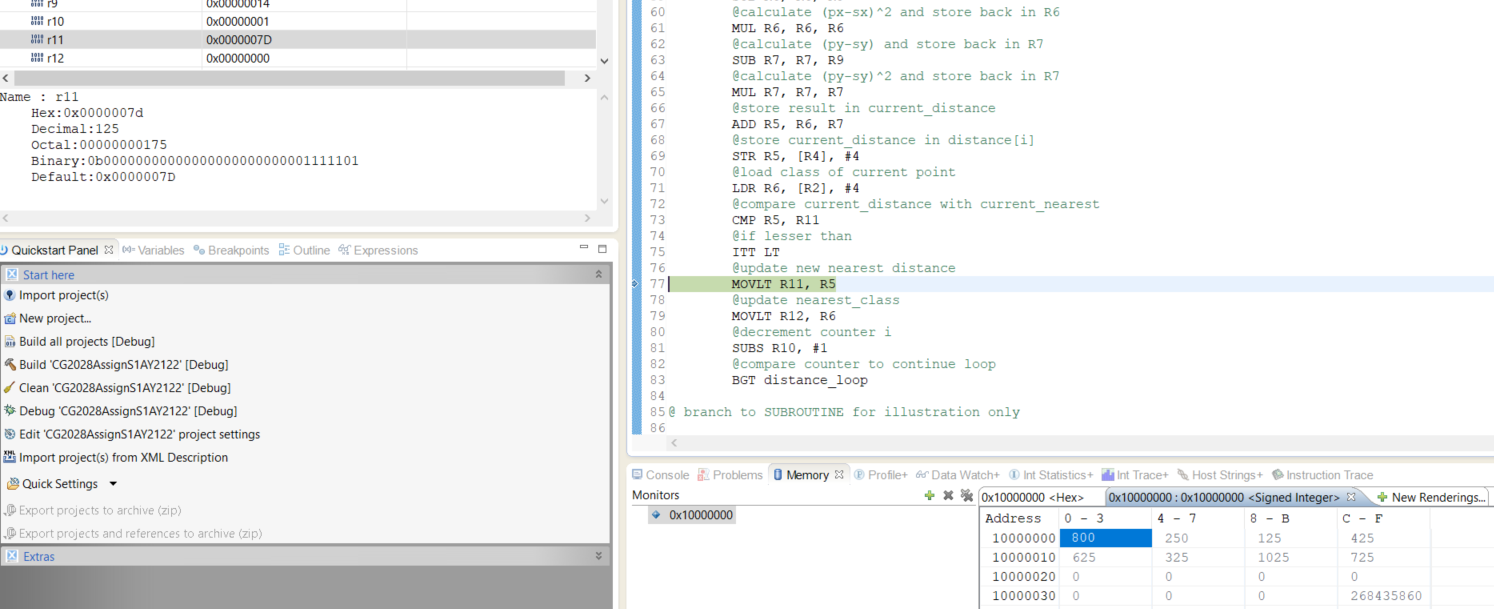 r9 0x00000014
r10 0x00000001
r11 0x0000007D
r12 0x00000000
Name : r11
Hex:0x0000007d
Decimal:125
Octal:00000000175
Binary:0b00000000000000000000000001111101
Default:0x0000007D
Quickstart Panel (x)= Variables Breakpoints Outline Expressions
Start here
Import project(s)
New project...
Build all projects [Debug]
Build 'CG2028AssignS1AY2122' [Debug]
Clean 'CG2028AssignS1AY2122' [Debug]
Debug 'CG2028AssignS1AY2122' [Debug]
Edit 'CG2028AssignS1AY2122' project settings
Import project(s) from XML Description
Quick Settings
Export projects to archive (zip)
Export projects and references to archive (zip)
Extras
60 @calculate (px-sx)^2 and store back in R6
61 MUL R6, R6, R6
62 @calculate (py-sy) and store back in R7
63 SUB R7, R7, R9
64 @calculate (py-sy)^2 and store back in R7
65 MUL R7, R7, R7
66 @store result in current_distance
67 ADD R5, R6, R7
68 @store current_distance in distance[i]
69 STR R5, [R4], #4
70 @load class of current point
71 LDR R6, [R2], #4
72 @compare current_distance with current_nearest
73 CMP R5, R11
74 @if lesser than
75 ITT LT
76 @update new nearest distance
77 MOVLT R11, R5
78 @update nearest_class
79 MOVLT R12, R6
80 @decrement counter i
81 SUBS R10, #1
82 @compare counter to continue loop
83 BGT distance_loop
84
85 @ branch to SUBROUTINE for illustration only
86
Console Problems Memory Profile+ Data Watch+ Int Statistics+ Int Trace+ Host Strings+ Instruction Trace
Monitors
0x10000000
0x10000000 <Hex> 0x10000000 : 0x10000000 <Signed Integer> New Renderings...
Address 0 - 3 4 - 7 8 - B C - F
10000000 800 250 125 425
10000010 625 325 1025 725
10000020 0 0 0 0
10000030 0 0 0 268435860